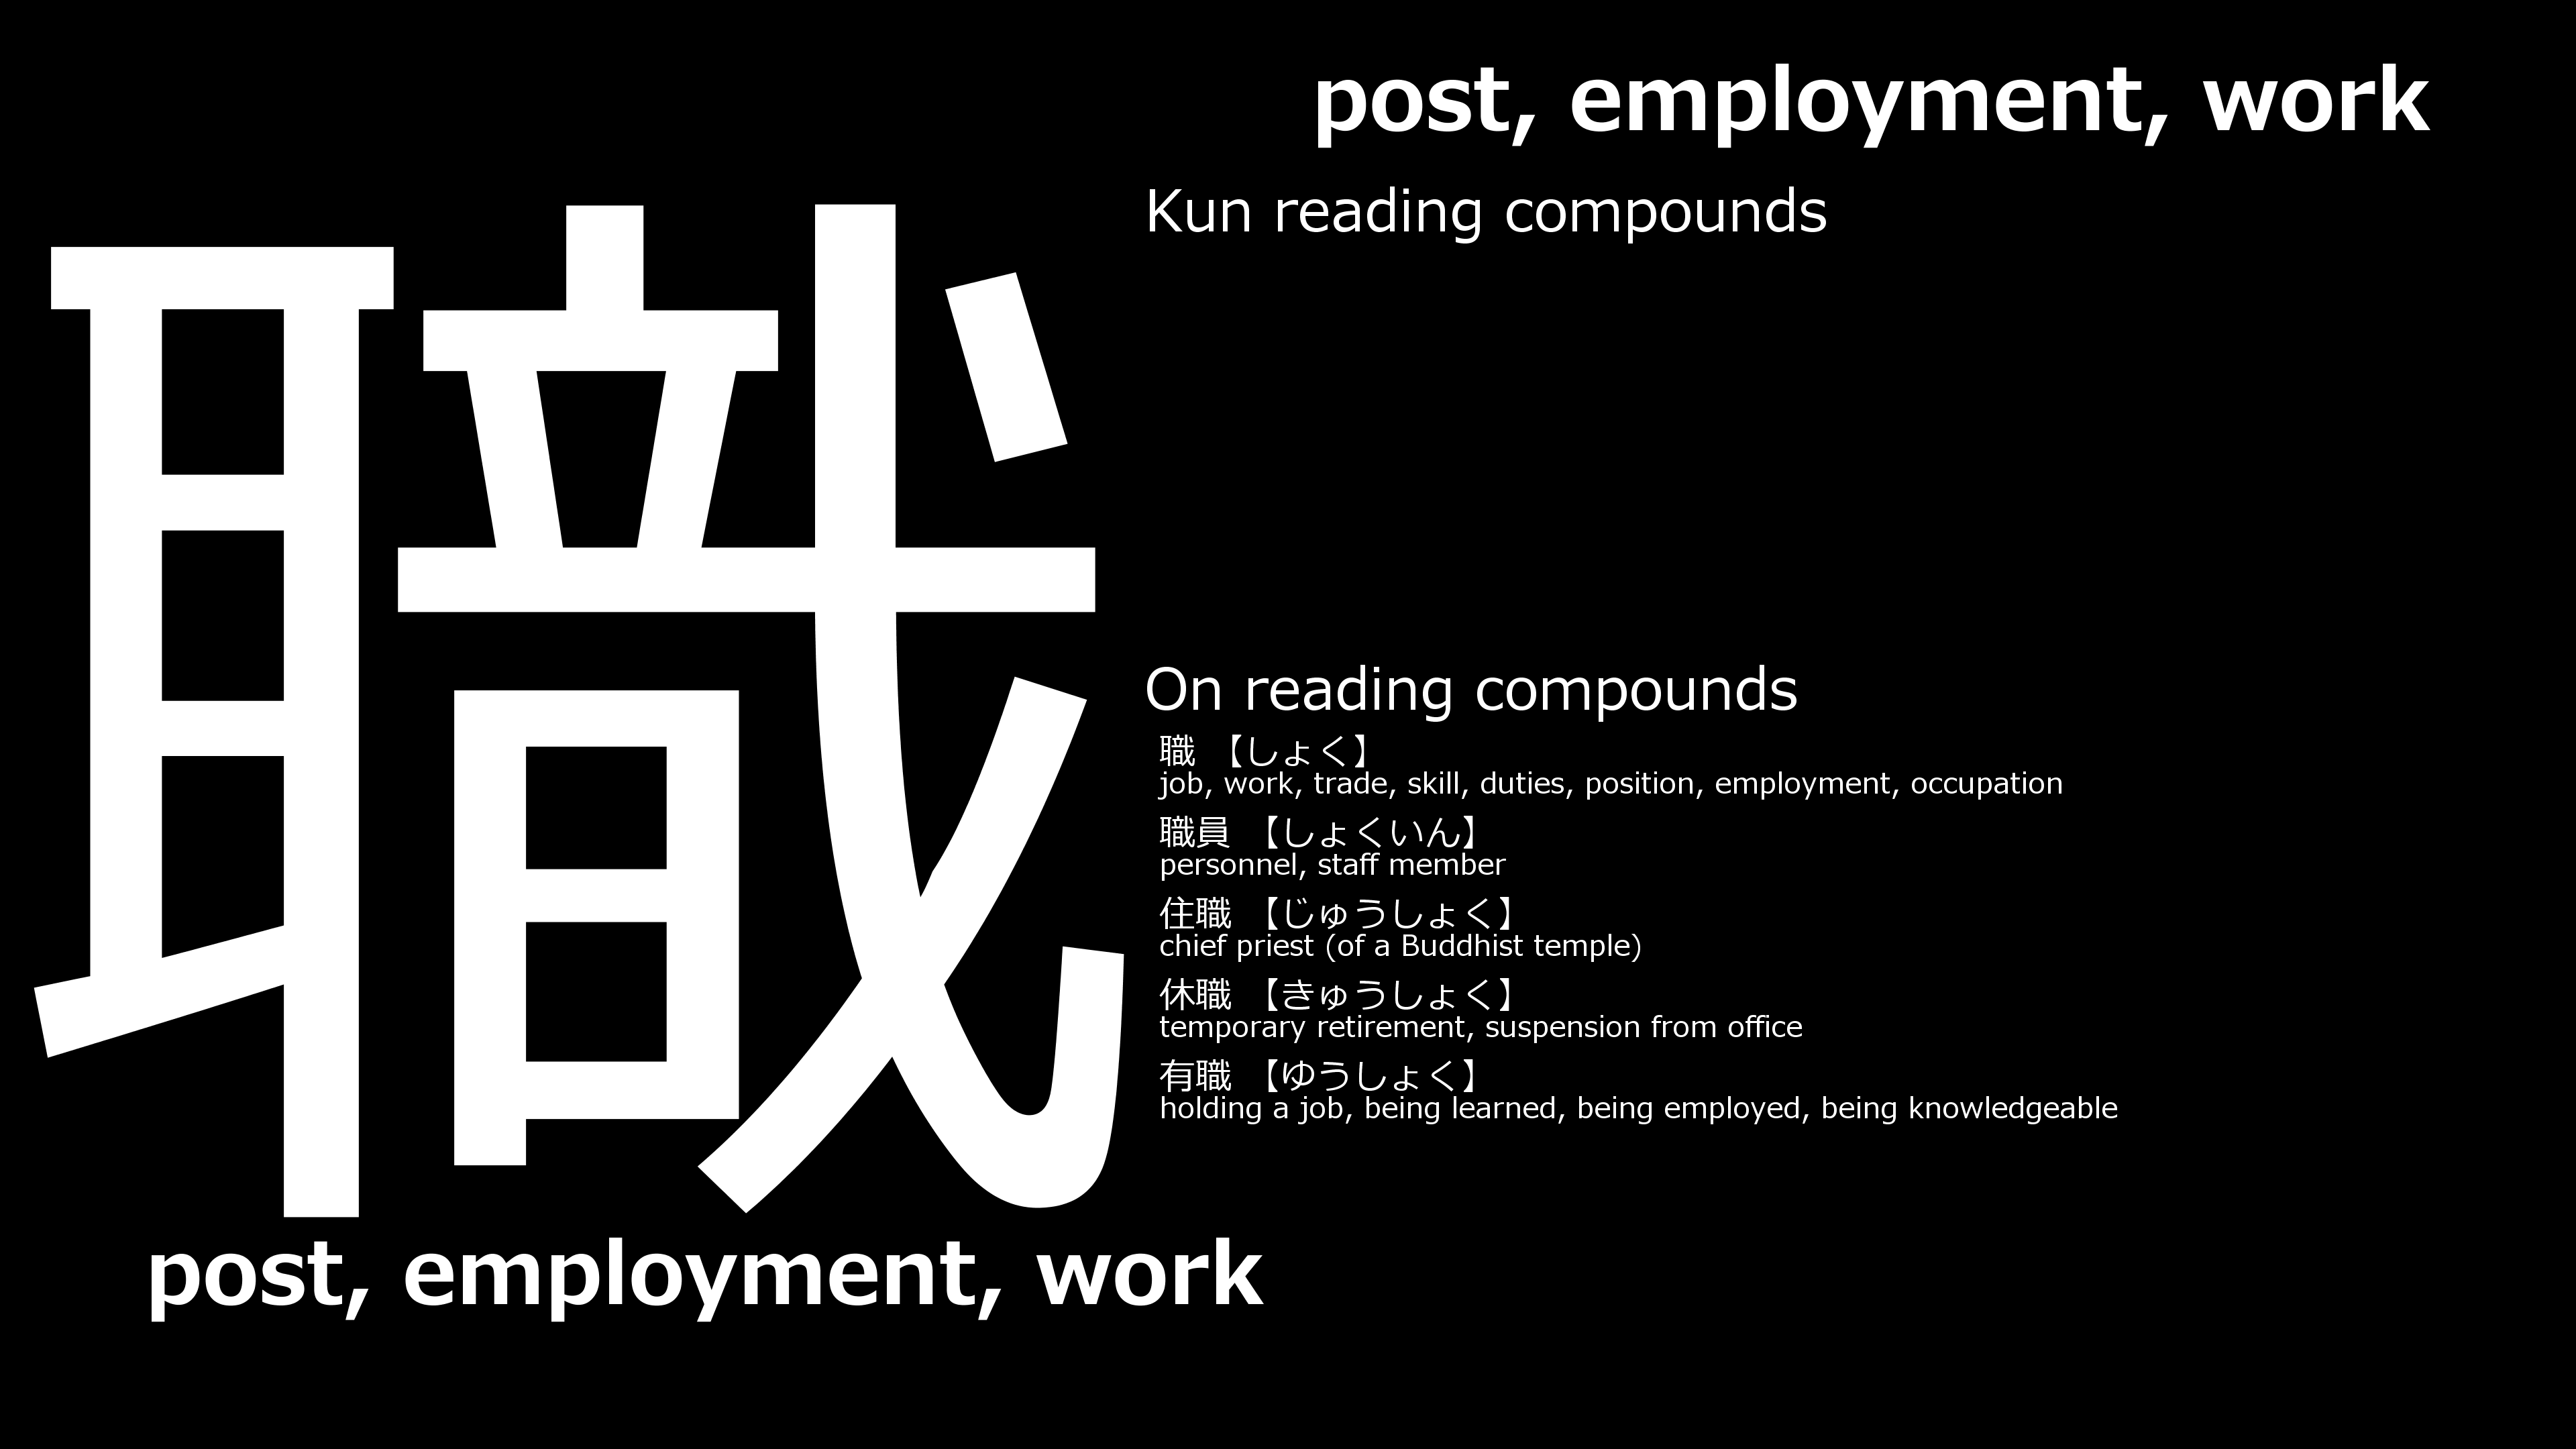 職
post, employment, work
post, employment, work
Kun reading compounds
On reading compounds
職 【しょく】
job, work, trade, skill, duties, position, employment, occupation
職員 【しょくいん】
personnel, staff member
住職 【じゅうしょく】
chief priest (of a Buddhist temple)
休職 【きゅうしょく】
temporary retirement, suspension from office
有職 【ゆうしょく】
holding a job, being learned, being employed, being knowledgeable